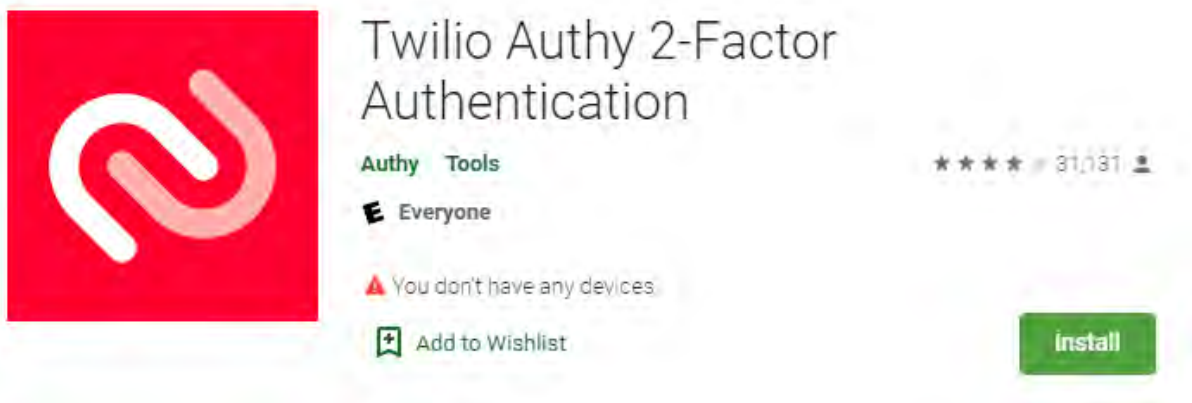 Twilio Authy 2-Factor
Authentication
Authy Tools
31,131
E Everyone
You don't have any devices
Add to Wishlist
Install